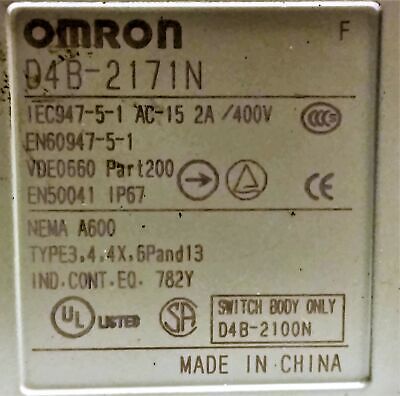 OMRON F
D4B-2171N
IEC947-5-1 AC-15 2A/400V
CCC
EN60947-5-1
VDE0660 Part200
EN50041 IP67
CE
NEMA A600
TYPE3,4,4X,6Pand13
IND.CONT.EQ. 782Y
UL LISTED SA
SWITCH BODY ONLY
D4B-2100N
MADE IN CHINA